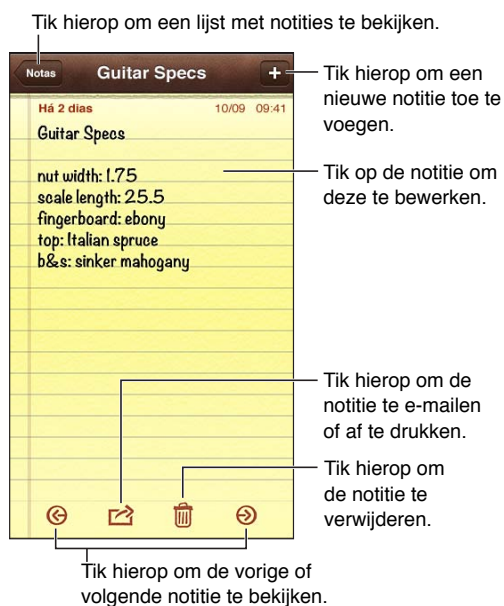 Tik hierop om een lijst met notities te bekijken.
Notas
Guitar Specs
+
Tik hierop om een
nieuwe notitie toe te
voegen.
Há 2 dias
10/09 09:41
Guitar Specs
nut width: 1.75
scale length: 25.5
fingerboard: ebony
top: Italian spruce
b&s: sinker mahogany
Tik op de notitie om
deze te bewerken.
Tik hierop om de
notitie te e-mailen
of af te drukken.
Tik hierop om
de notitie te
verwijderen.
Tik hierop om de vorige of
volgende notitie te bekijken.